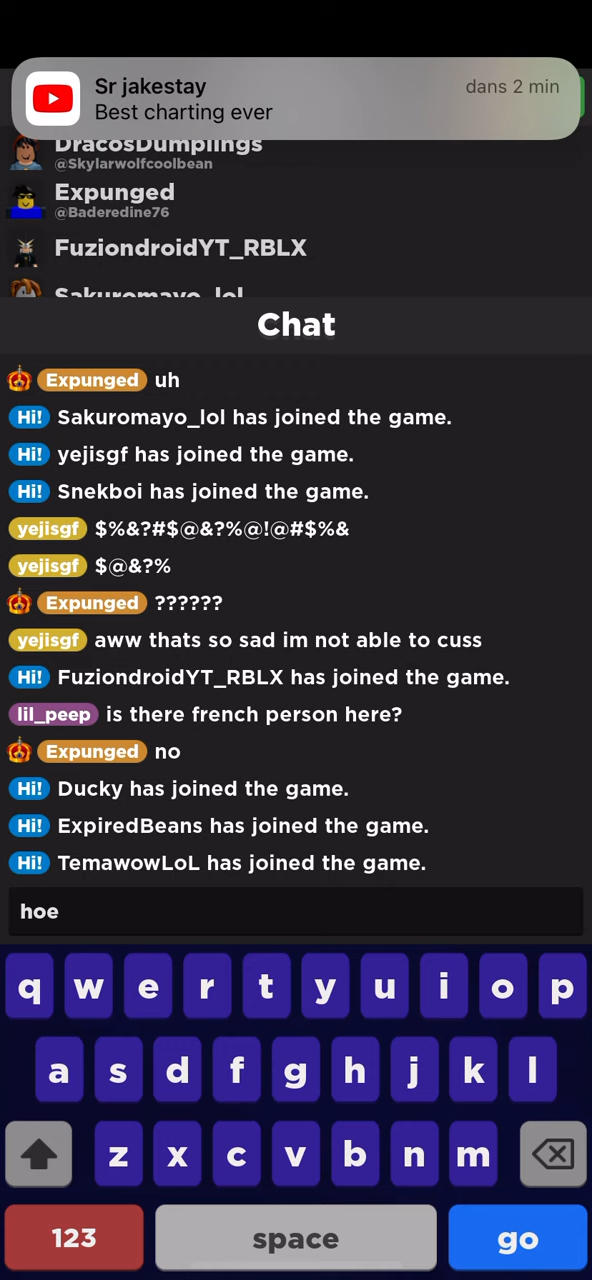 Sr jakestay
dans 2 min
Best charting ever
DracosDumplings
@Skylarwolfcoolbean
Expunged
@Baderedine76
FuziondroidYT_RBLX
Sakuromayo_lol
Chat
Expunged uh
Hi! Sakuromayo_lol has joined the game.
Hi! yejisgf has joined the game.
Hi! Snekboi has joined the game.
yejisgf $%&?#$@&?%@!@#$%&
yejisgf $@&?%
Expunged ??????
yejisgf aww thats so sad im not able to cuss
Hi! FuziondroidYT_RBLX has joined the game.
lil_peep is there french person here?
Expunged no
Hi! Ducky has joined the game.
Hi! ExpiredBeans has joined the game.
Hi! TemawowLoL has joined the game.
hoe
q w e r t y u i o p
a s d f g h j k l
z x c v b n m
123 space go